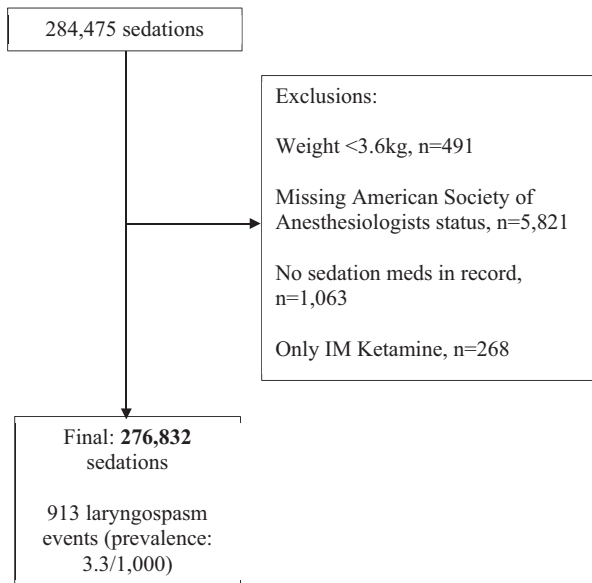 284,475 sedations
Exclusions:
Weight <3.6kg, n=491
Missing American Society of
Anesthesiologists status, n=5,821
No sedation meds in record,
n=1,063
Only IM Ketamine, n=268
Final: 276,832
sedations
913 laryngospasm
events (prevalence:
3.3/1,000)